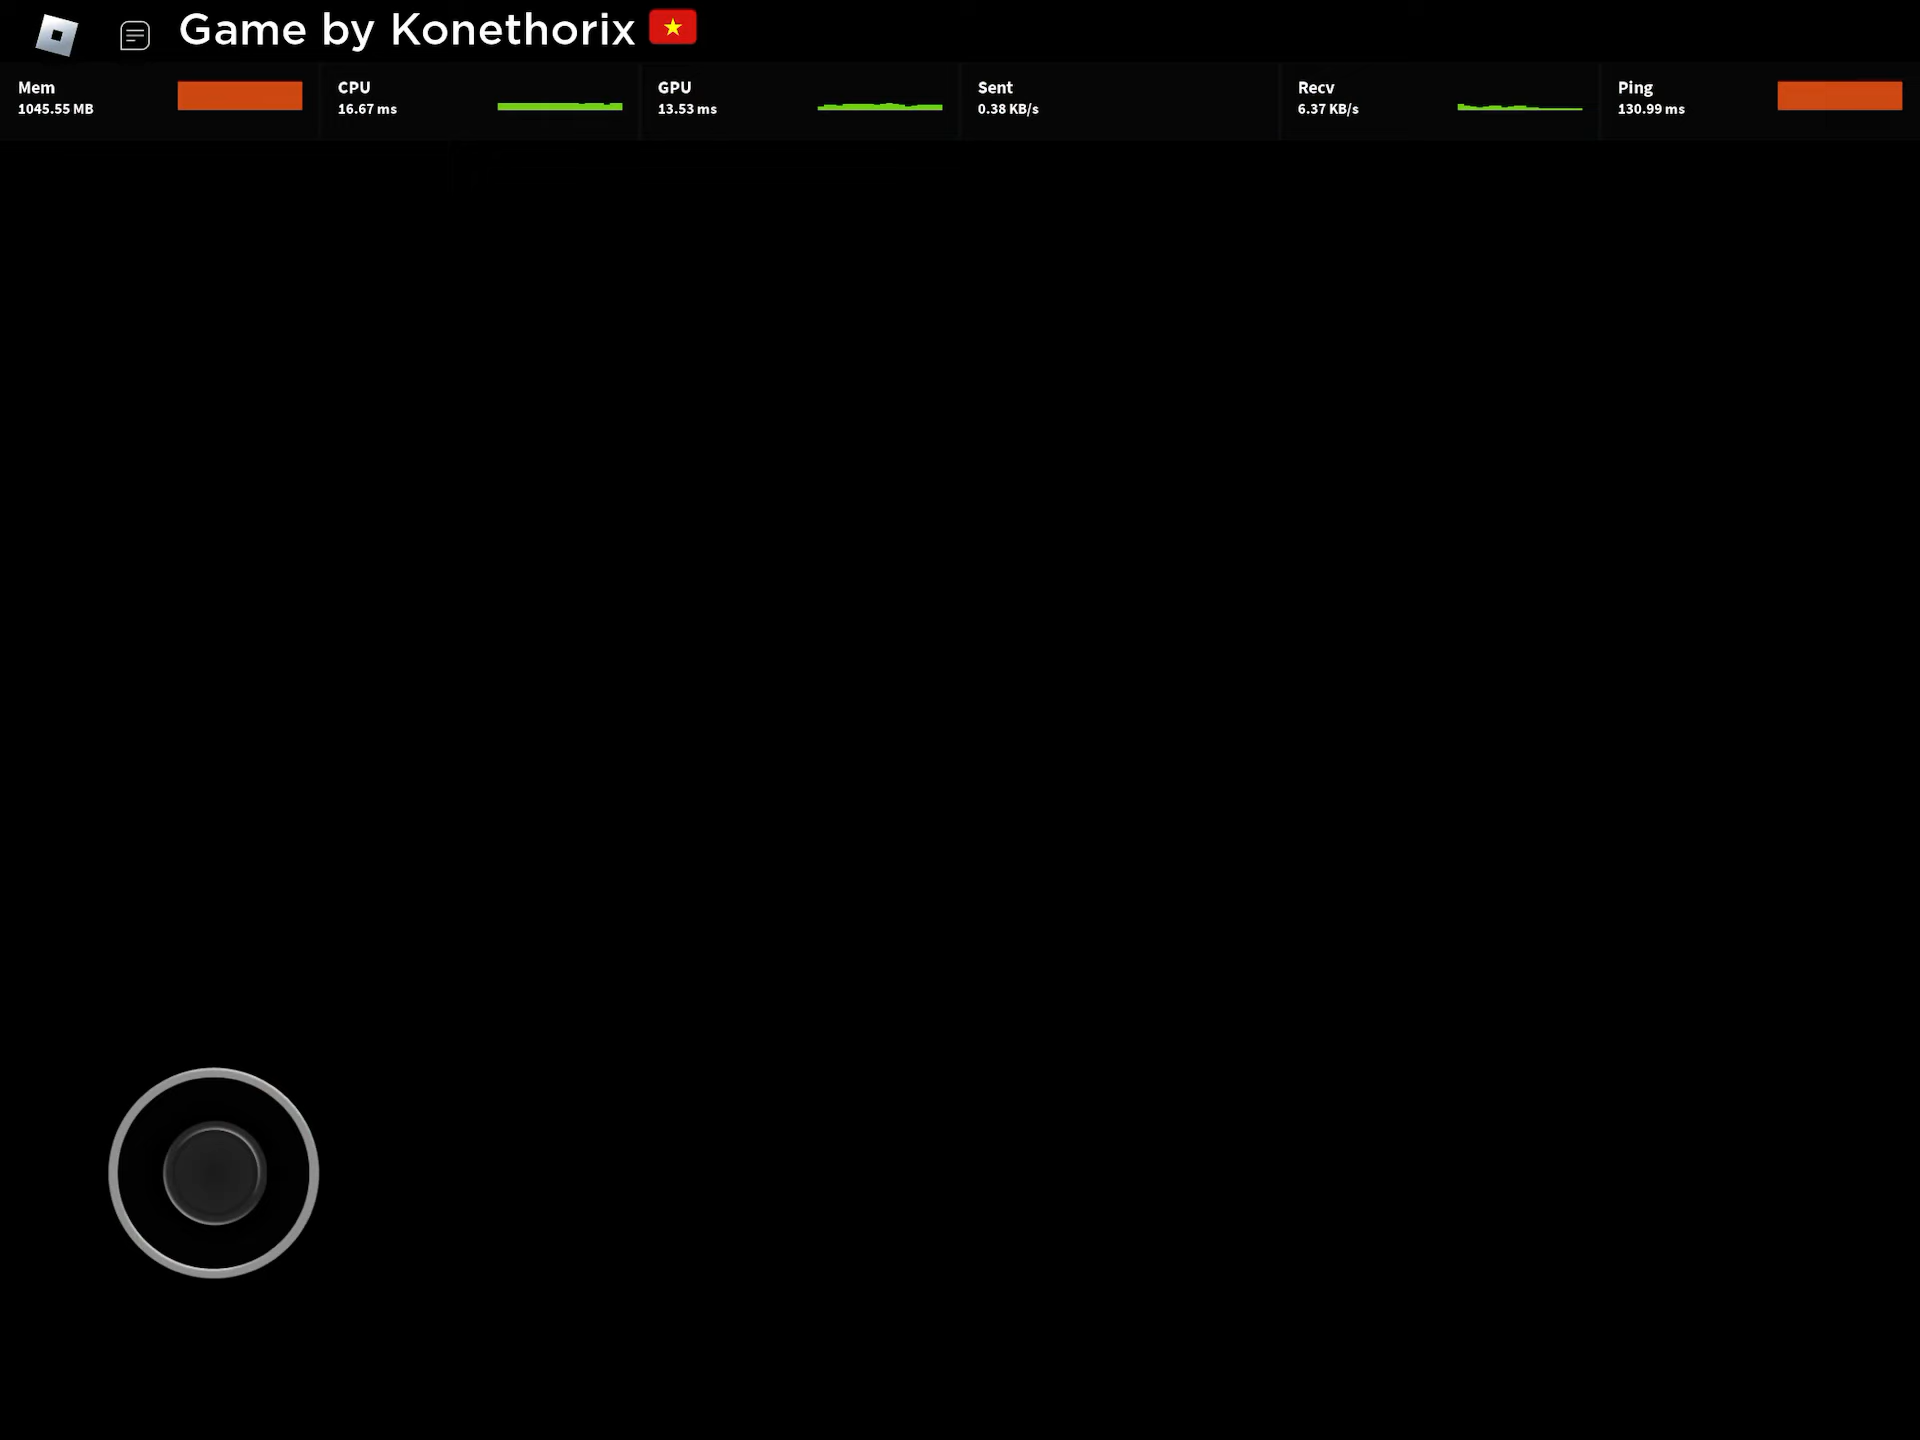 Game by Konethorix
Mem CPU GPU Sent Recv Ping
1045.55 MB 16.67 ms 13.53 ms 0.38 KB/s 6.37 KB/s 130.99 ms